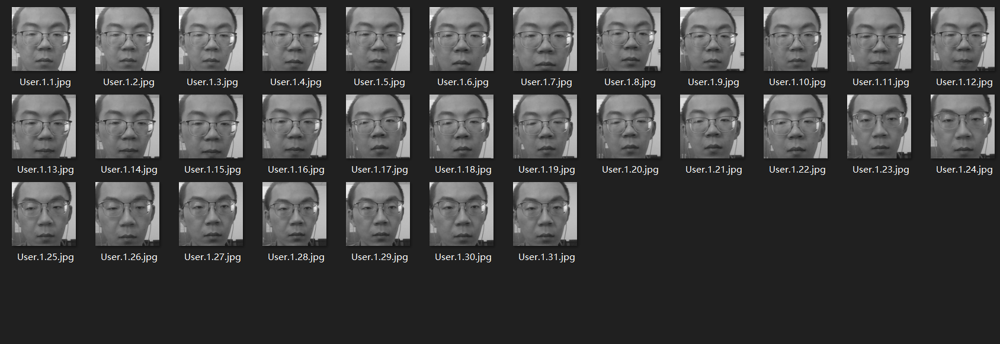 User.1.1.jpg User.1.2.jpg User.1.3.jpg User.1.4.jpg User.1.5.jpg User.1.6.jpg User.1.7.jpg User.1.8.jpg User.1.9.jpg User.1.10.jpg User.1.11.jpg User.1.12.jpg
User.1.13.jpg User.1.14.jpg User.1.15.jpg User.1.16.jpg User.1.17.jpg User.1.18.jpg User.1.19.jpg User.1.20.jpg User.1.21.jpg User.1.22.jpg User.1.23.jpg User.1.24.jpg
User.1.25.jpg User.1.26.jpg User.1.27.jpg User.1.28.jpg User.1.29.jpg User.1.30.jpg User.1.31.jpg